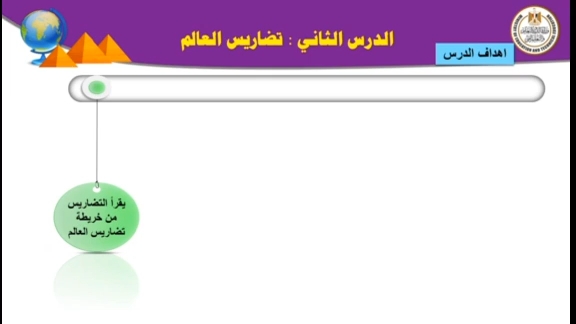 الدرس الثاني : تضاريس العالم
اهداف الدرس
يقرأ التضاريس
من خريطة
تضاريس العالم